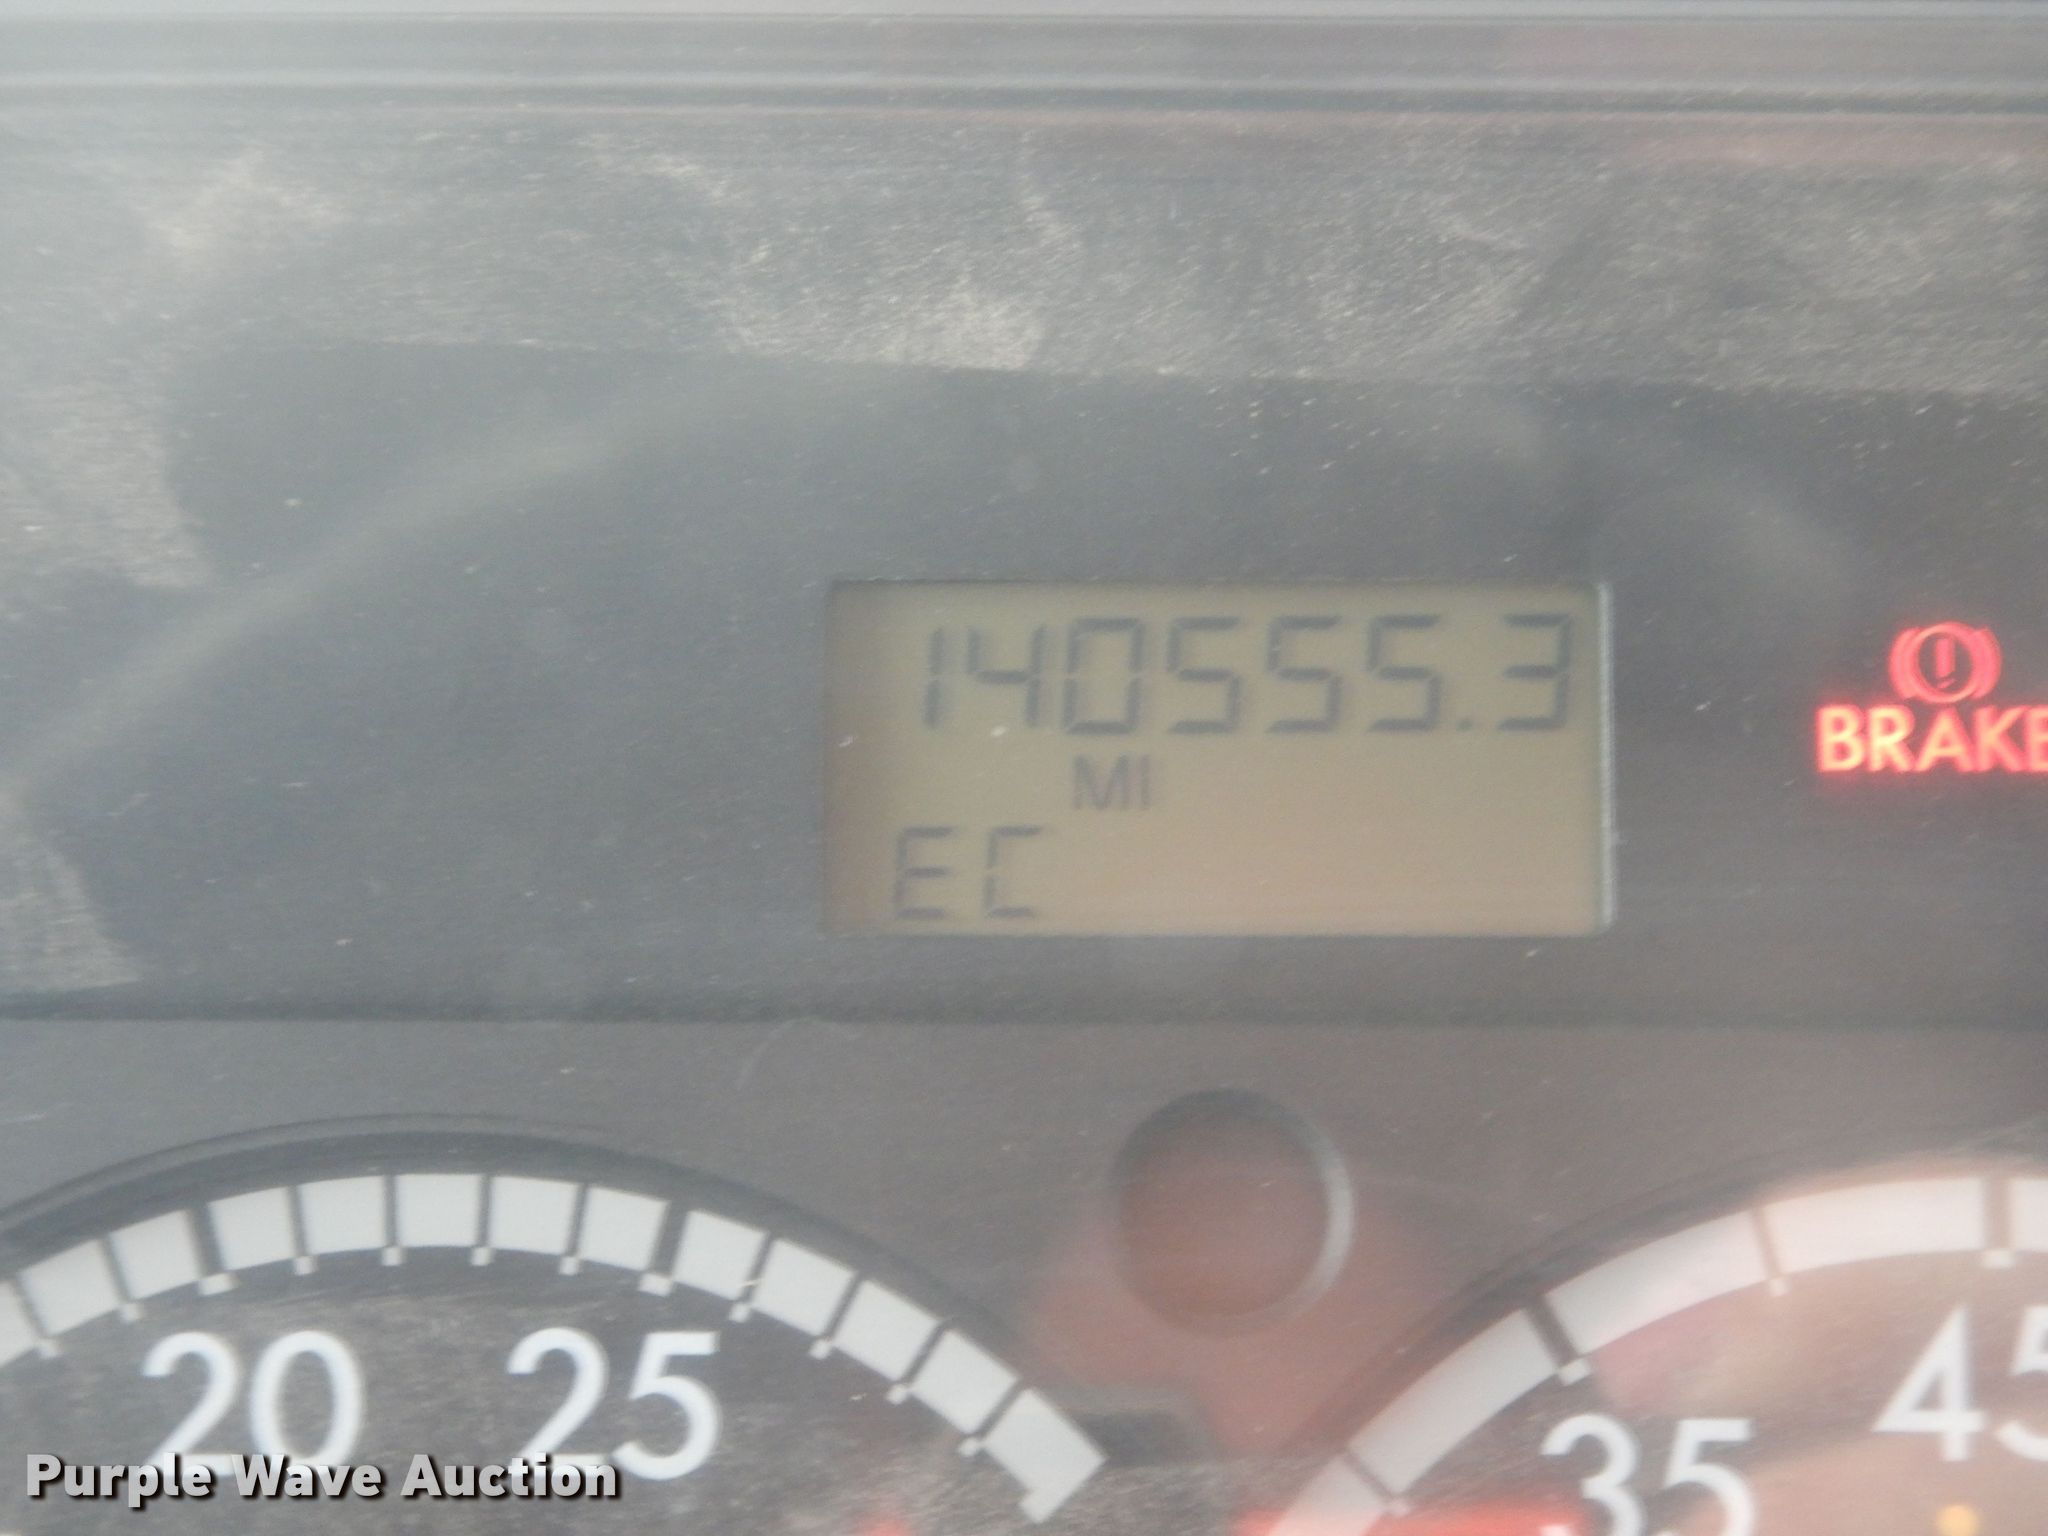 140555.3
MI
EC
BRAKE
20 25
35 45
Purple Wave Auction